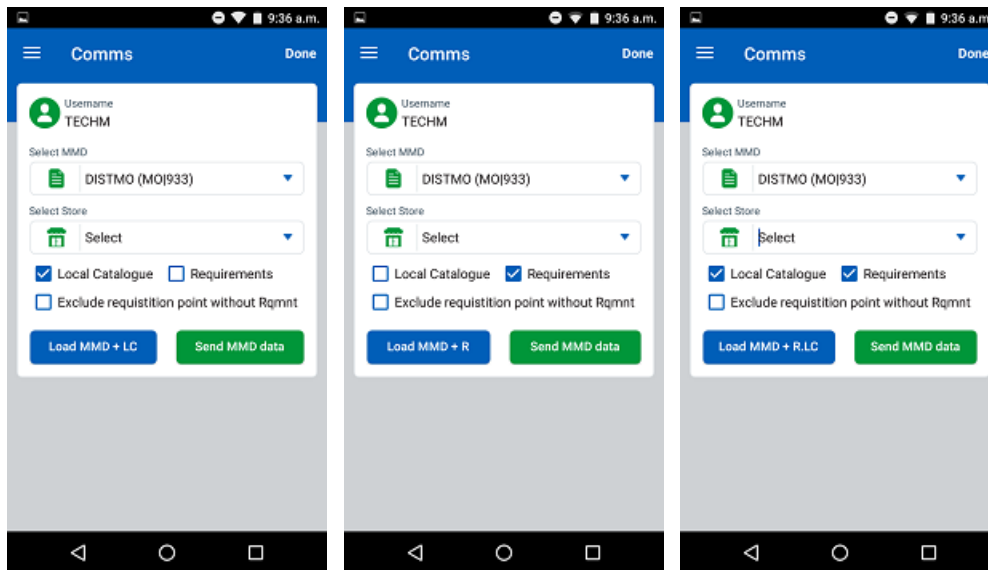 9:36 a.m.
Comms Done
Username
TECHM
Select MMD
DISTMO (MO|933)
Select Store
Select
Local Catalogue Requirements
Exclude requistition point without Rqmnt
Load MMD + LC Send MMD data
9:36 a.m.
Comms Done
Username
TECHM
Select MMD
DISTMO (MO|933)
Select Store
Select
Local Catalogue Requirements
Exclude requistition point without Rqmnt
Load MMD + R Send MMD data
9:36 a.m
Comms Done
Username
TECHM
Select MMD
DISTMO (MO|933)
Select Store
Select
Local Catalogue Requirements
Exclude requistition point without Rqmnt
Load MMD + R.LC Send MMD data